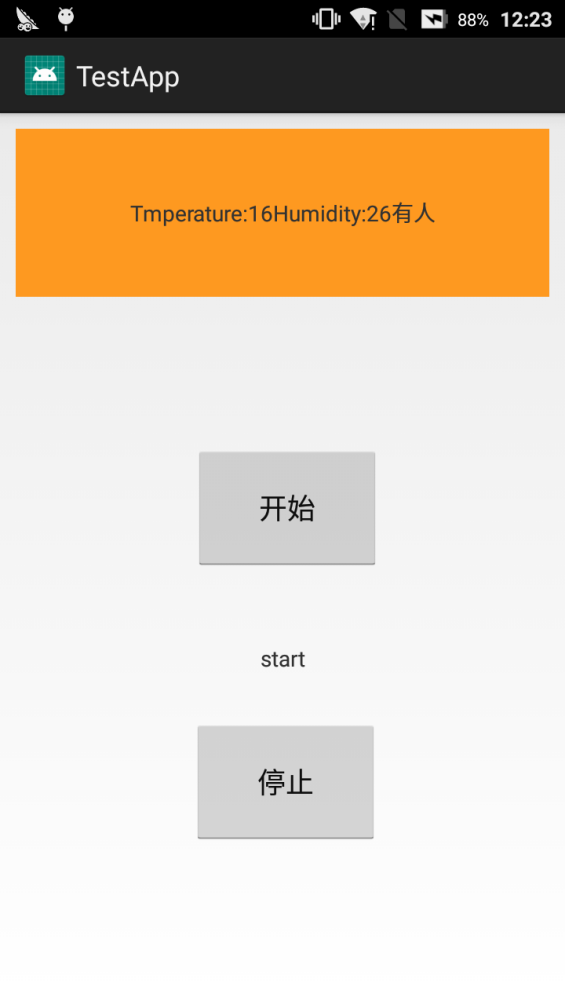 88% 12:23
TestApp
Tmperature:16Humidity:26有人
开始
start
停止